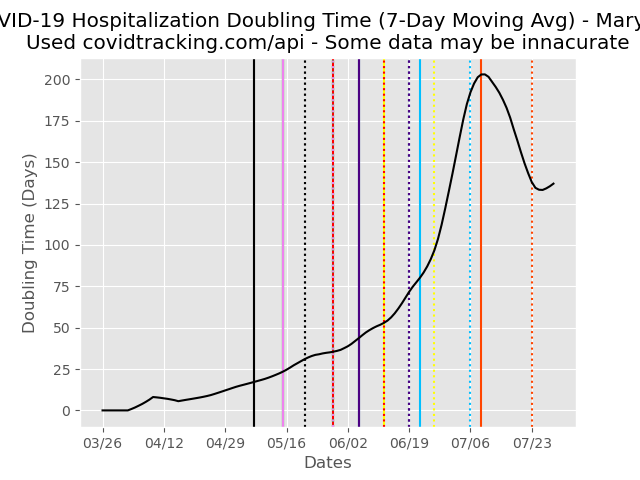 VID-19 Hospitalization Doubling Time (7-Day Moving Avg) - Mary
Used covidtracking.com/api - Some data may be innacurate
200
175
150
125
100
75
50
25
0
Doubling Time (Days)
03/26 04/12 04/29 05/16 06/02 06/19 07/06 07/23
Dates